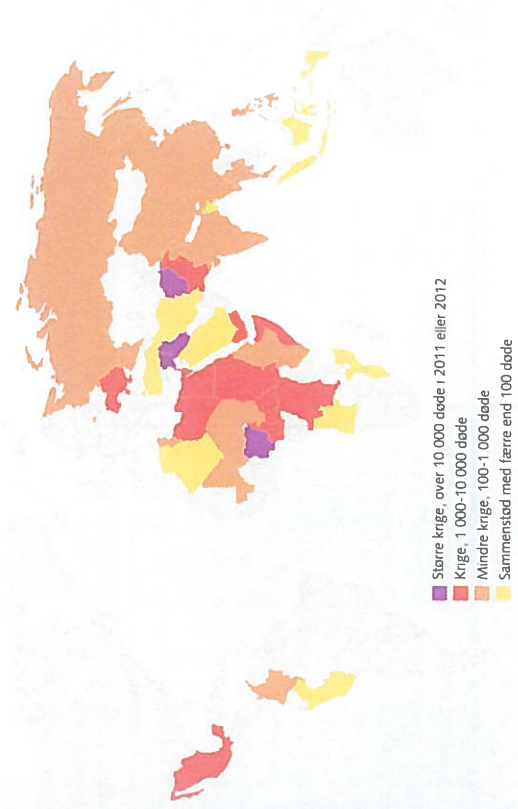 Større krige, over 10 000 døde i 2011 eller 2012
Krige, 1 000-10 000 døde
Mindre krige, 100-1 000 døde
Sammenstød med færre end 100 døde